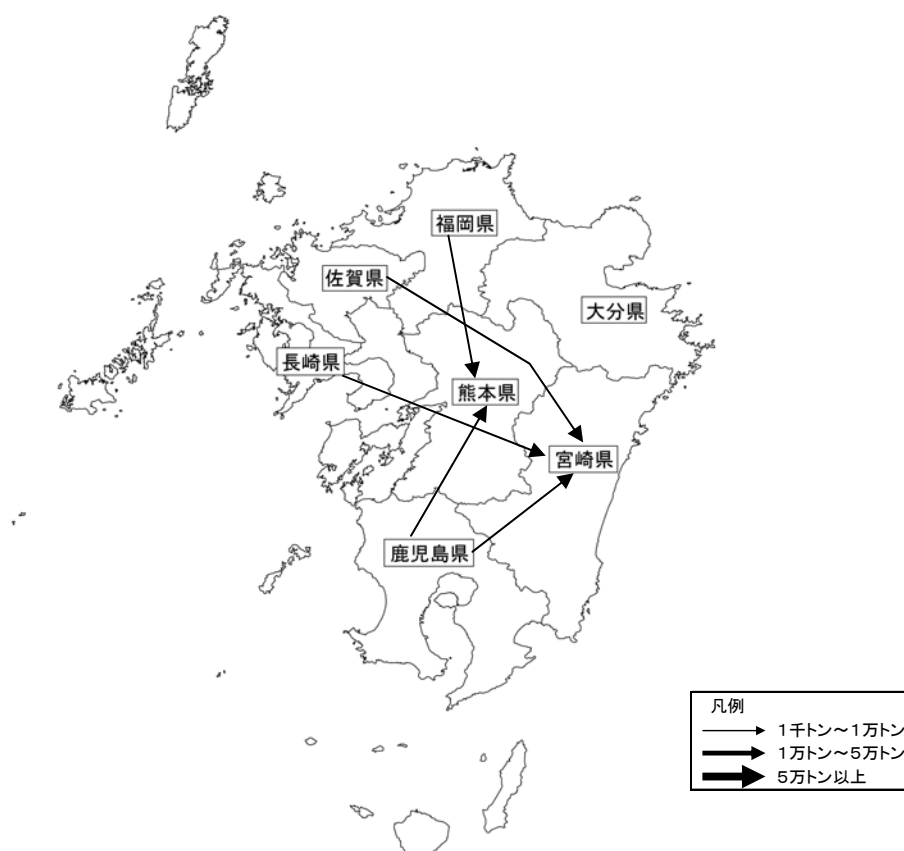 福岡県
佐賀県
大分県
長崎県
熊本県
宮崎県
鹿児島県
凡例
１千トン～１万トン
１万トン～５万トン
５万トン以上